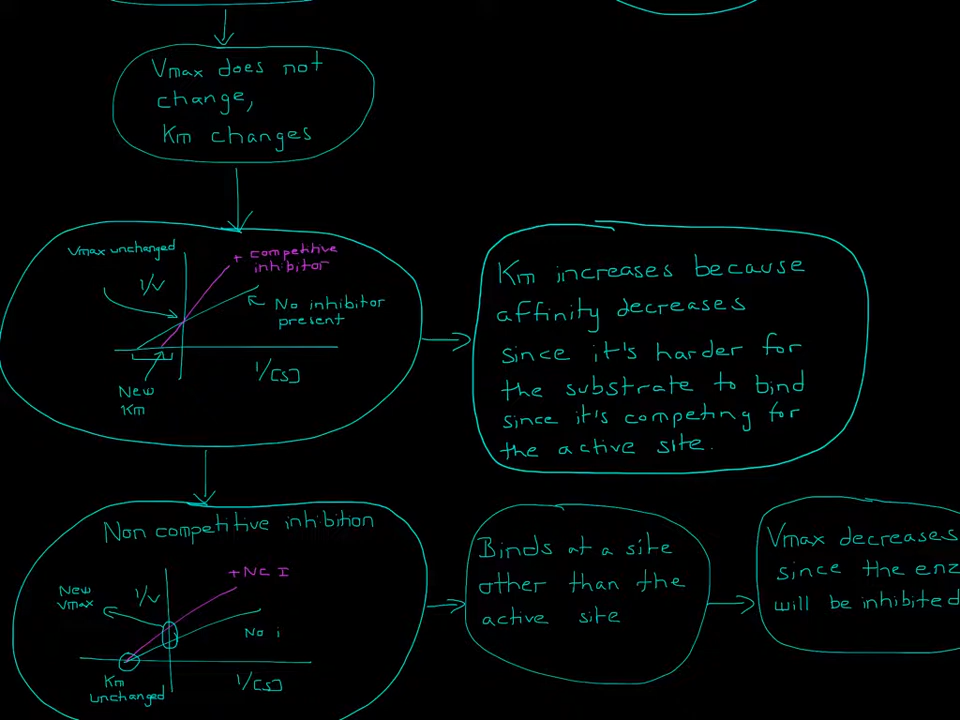 Vmax does not
change,
Km changes
Vmax unchanged
1/v
+ competitive
inhibitor
No inhibitor
present
1/[S]
New
Km
Km increases because
affinity decreases
since it's harder for
the substrate to bind
since it's competing for
the active site.
Non competitive inhibition
+NC I
New
Vmax
1/v
No i
Km
unchanged
1/[S]
Binds at a site
other than the
active site
Vmax decreases
since the enz
will be inhibited